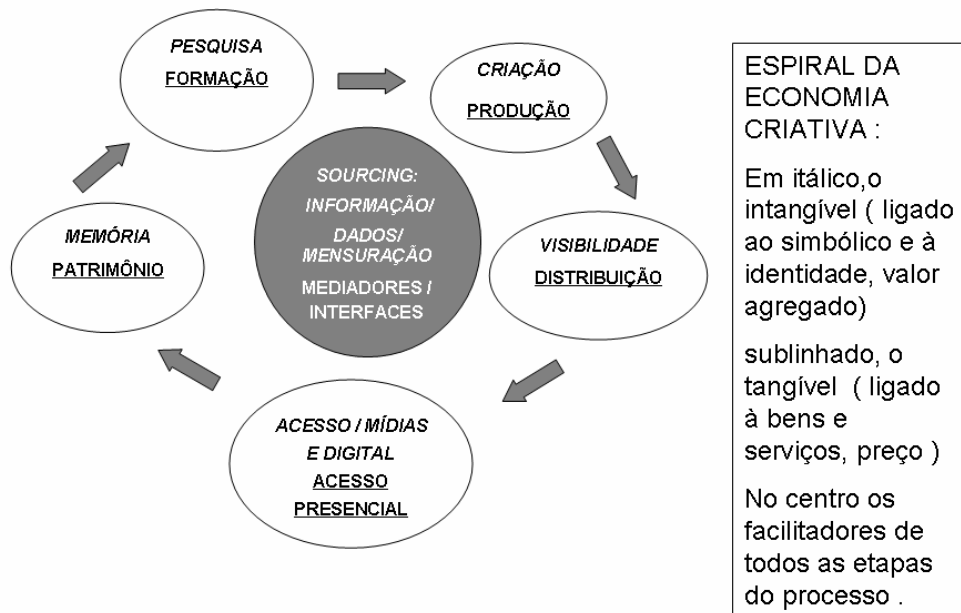 PESQUISA
FORMAÇÃO
CRIAÇÃO
PRODUÇÃO
VISIBILIDADE
DISTRIBUIÇÃO
ACESSO / MÍDIAS
E DIGITAL
ACESSO
PRESENCIAL
MEMÓRIA
PATRIMÔNIO
SOURCING:
INFORMAÇÃO/
DADOS/
MENSURAÇÃO
MEDIADORES /
INTERFACES
ESPIRAL DA
ECONOMIA
CRIATIVA :
Em itálico,o
intangível ( ligado
ao simbólico e à
identidade, valor
agregado)
sublinhado, o
tangível ( ligado
à bens e
serviços, preço )
No centro os
facilitadores de
todos as etapas
do processo .